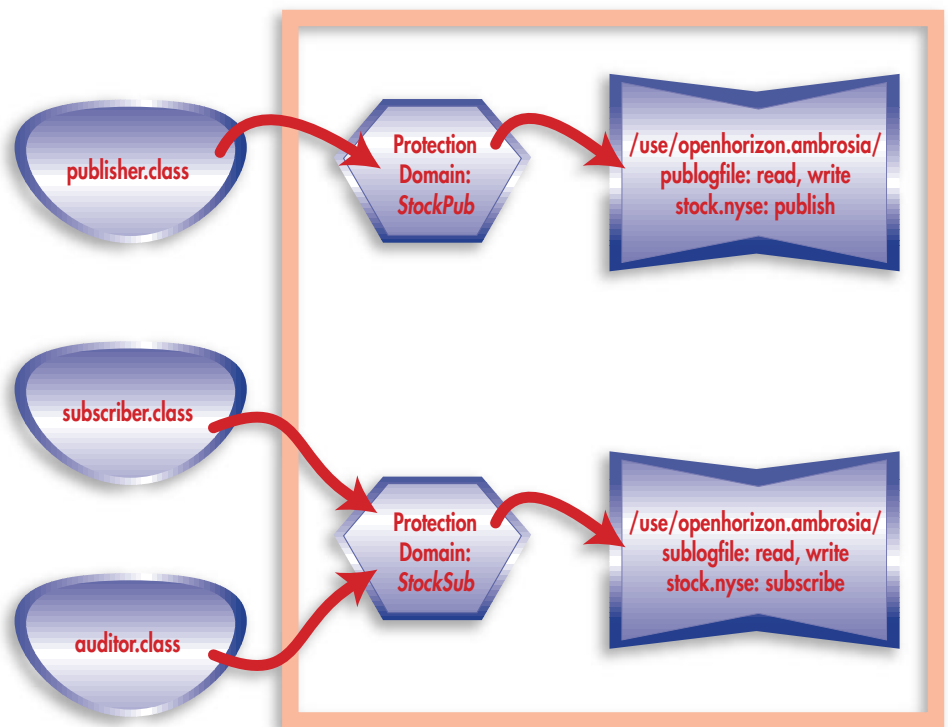 publisher.class
Protection
Domain:
StockPub
/use/openhorizon.ambrosia/
publogfile: read, write
stock.nyse: publish
subscriber.class
auditor.class
Protection
Domain:
StockSub
/use/openhorizon.ambrosia/
sublogfile: read, write
stock.nyse: subscribe